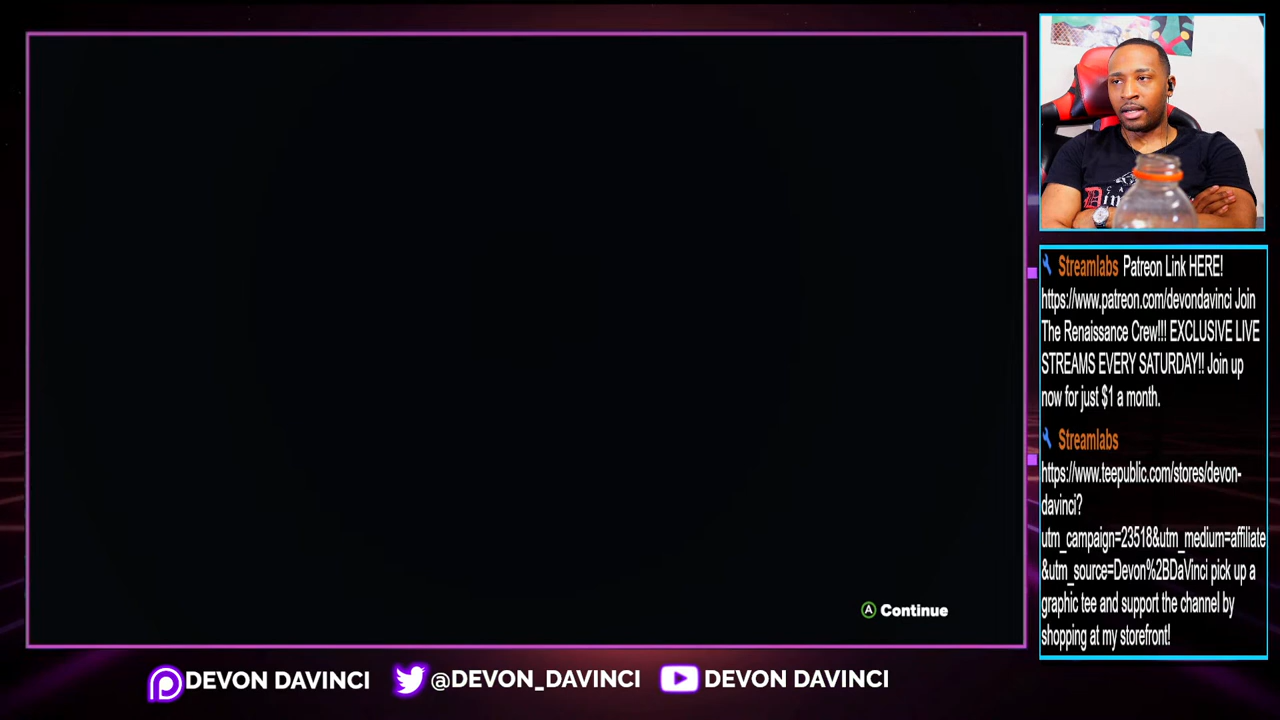 Streamlabs Patreon Link HERE!
https://www.patreon.com/devondavinci Join
The Renaissance Crew!!! EXCLUSIVE LIVE
STREAMS EVERY SATURDAY!! Join up
now for just $1 a month.
Streamlabs
https://www.teepublic.com/stores/devon-
davinci?
utm_campaign=23518&utm_medium=affiliate
&utm_source=Devon%2BDaVinci pick up a
graphic tee and support the channel by
shopping at my storefront!
A Continue
DEVON DAVINCI @DEVON_DAVINCI DEVON DAVINCI